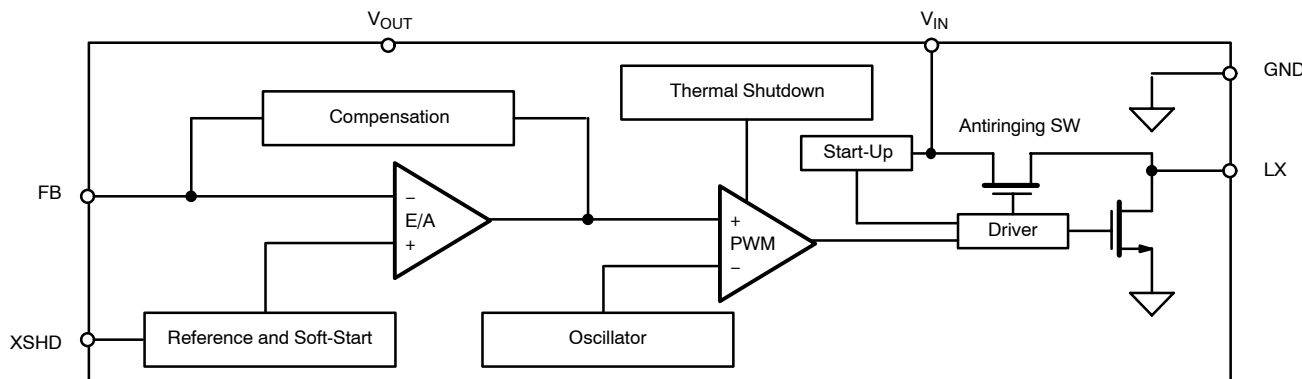 VOUT
VIN
GND
Thermal Shutdown
Compensation
Antiringing SW
Start-Up
LX
FB
−
E/A
+
+
PWM
−
Driver
XSHD
Reference and Soft-Start
Oscillator